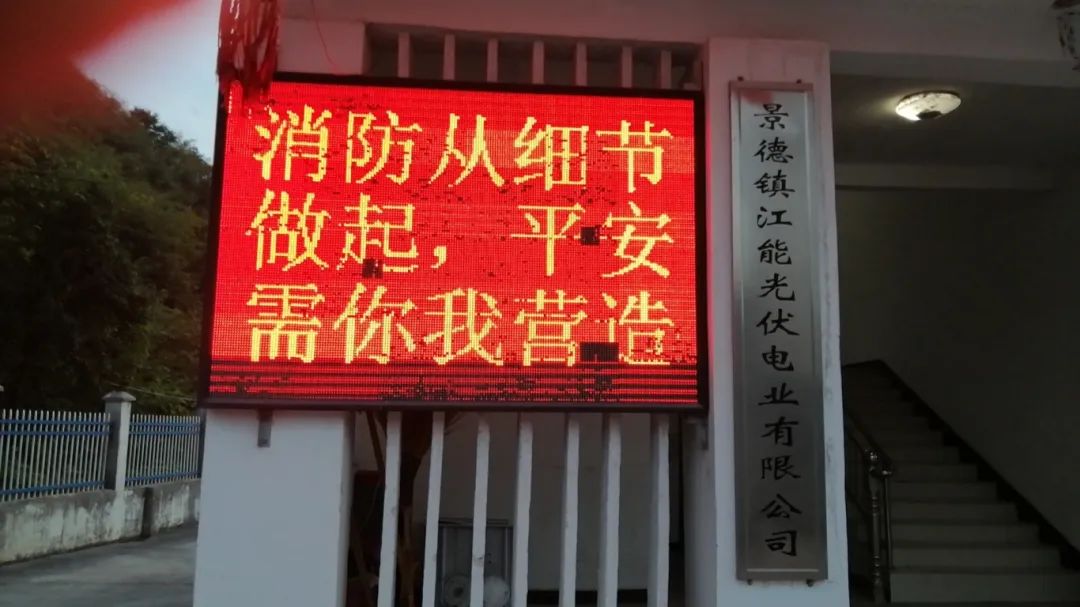 消防从细节
做起，平安
需你我营造
景德镇江能光伏电业有限公司